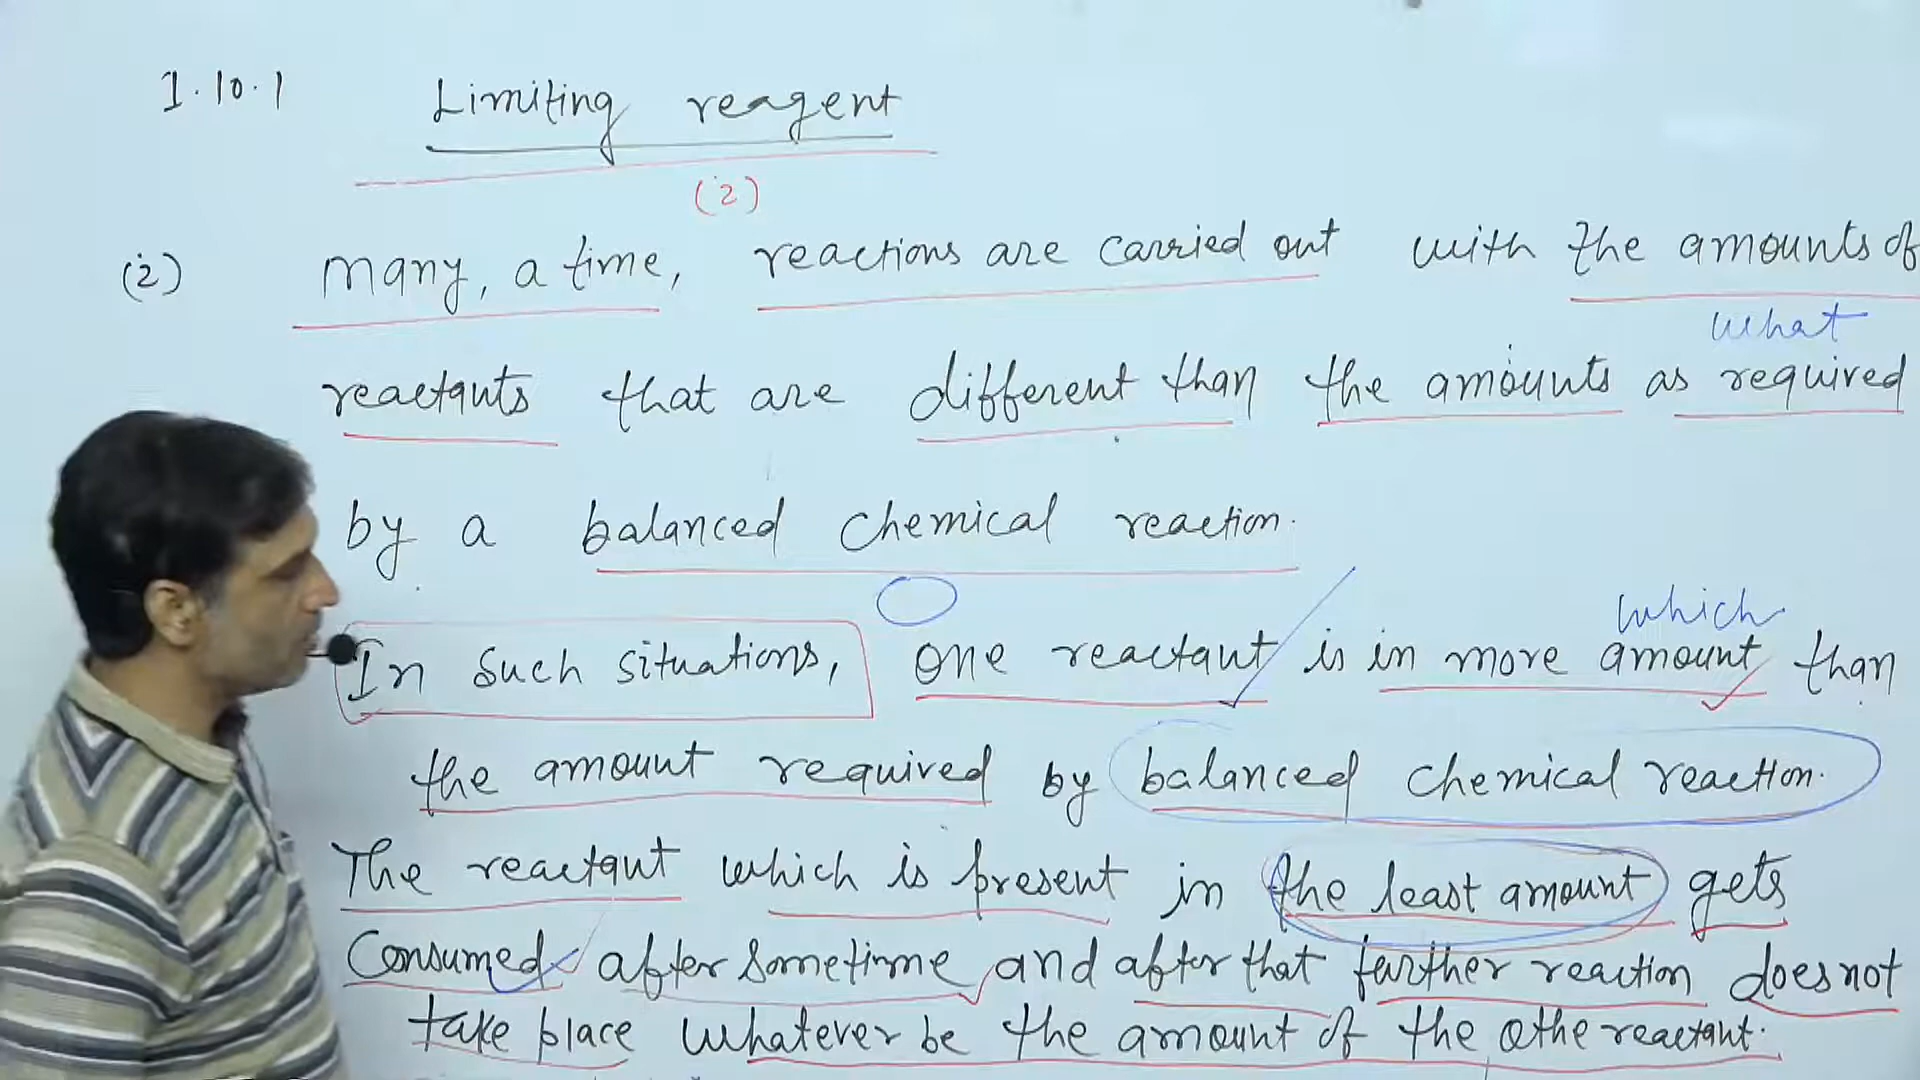 1.10.1 Limiting reagent
(2)
(i) Many, a time, reactions are carried out with the amounts of
what
reactants that are different than the amounts as required
by a balanced chemical reaction.
which
In such situations, one reactant is in more amount than
the amount required by balanced chemical reaction.
The reactant which is present in the least amount gets
consumed after sometime and after that further reaction does not
take place whatever be the amount of the othe reactant.